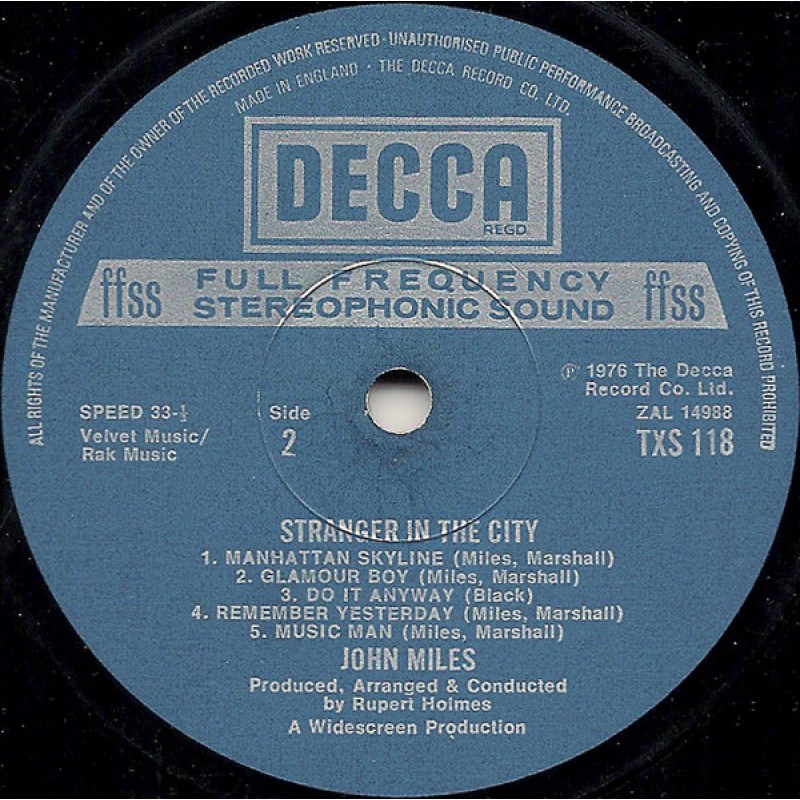 ALL RIGHTS OF THE MANUFACTURER AND OF THE OWNER OF THE RECORDED WORK RESERVED · UNAUTHORISED PUBLIC PERFORMANCE BROADCASTING AND COPYING OF THIS RECORD PROHIBITED
MADE IN ENGLAND · THE DECCA RECORD CO. LTD.
DECCA
REGD
ffss FULL FREQUENCY ffss
STEREOPHONIC SOUND
℗ 1976 The Decca
Record Co. Ltd.
SPEED 33-⅓ Side ZAL 14988
Velvet Music/ 2 TXS 118
Rak Music
STRANGER IN THE CITY
1. MANHATTAN SKYLINE (Miles, Marshall)
2. GLAMOUR BOY (Miles, Marshall)
3. DO IT ANYWAY (Black)
4. REMEMBER YESTERDAY (Miles, Marshall)
5. MUSIC MAN (Miles, Marshall)
JOHN MILES
Produced, Arranged & Conducted
by Rupert Holmes
A Widescreen Production